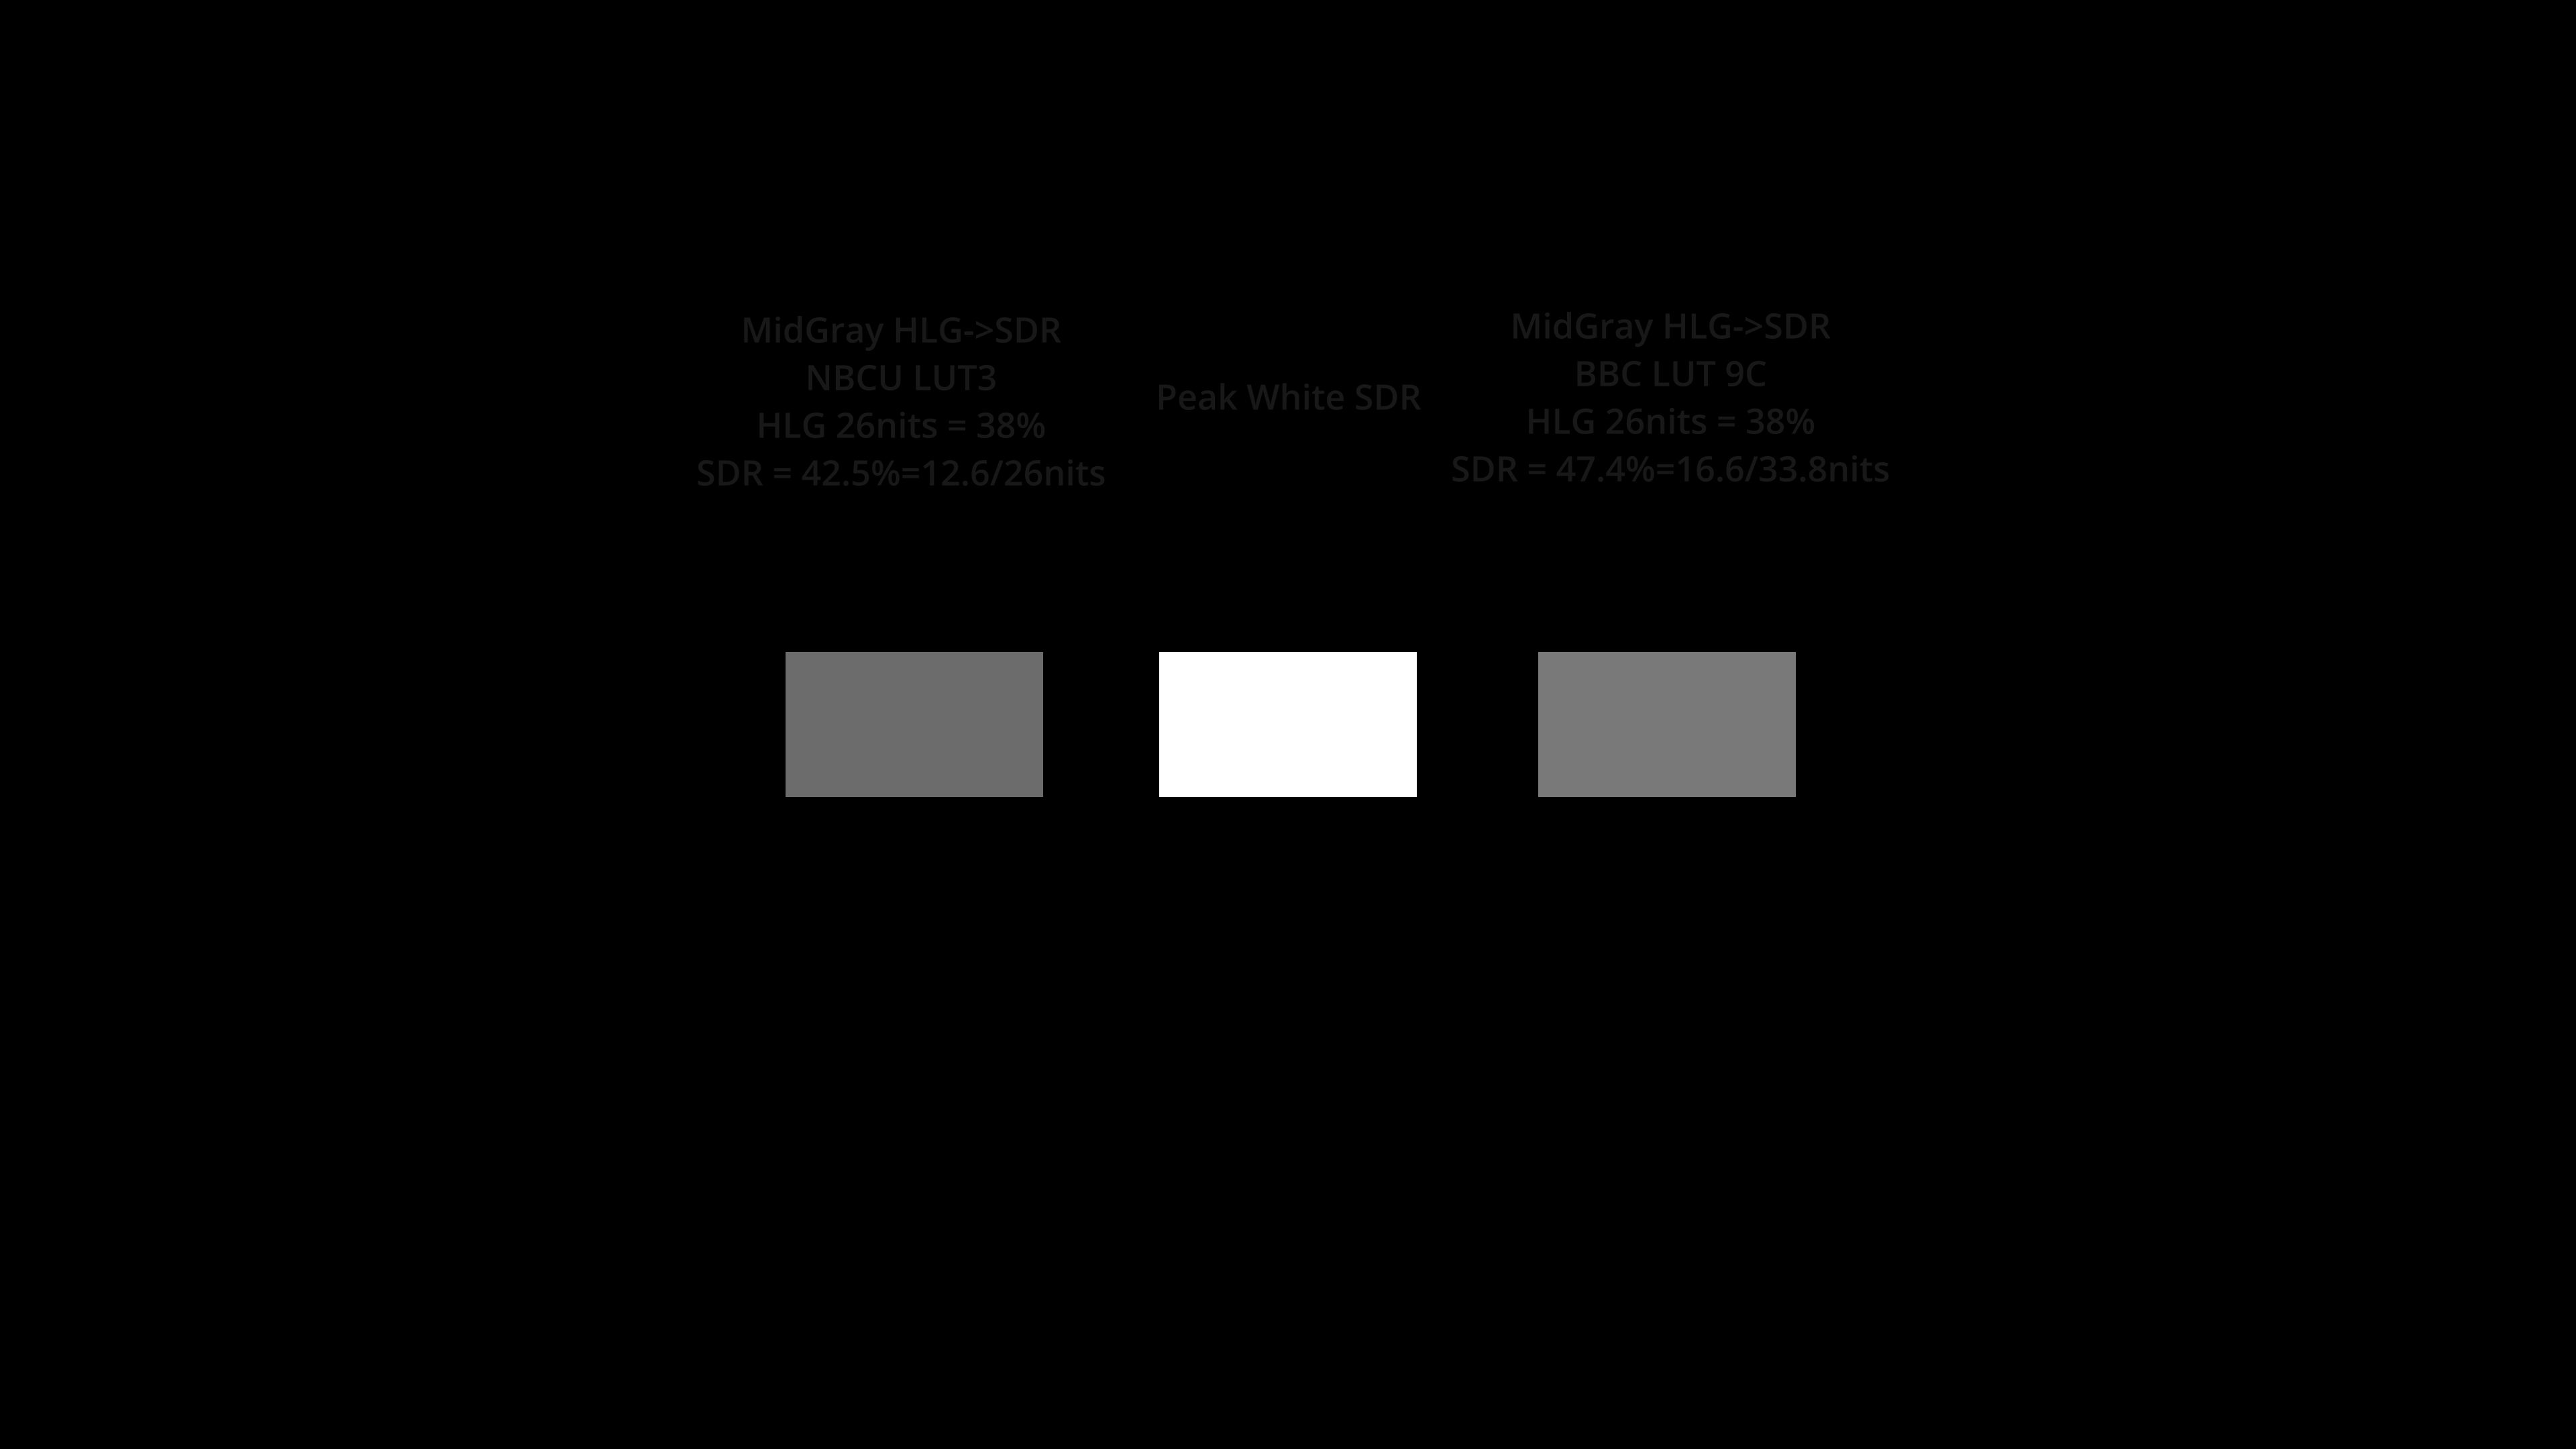 MidGray HLG->SDR
NBCU LUT3
HLG 26nits = 38%
SDR = 42.5%=12.6/26nits
Peak White SDR
MidGray HLG->SDR
BBC LUT 9C
HLG 26nits = 38%
SDR = 47.4%=16.6/33.8nits